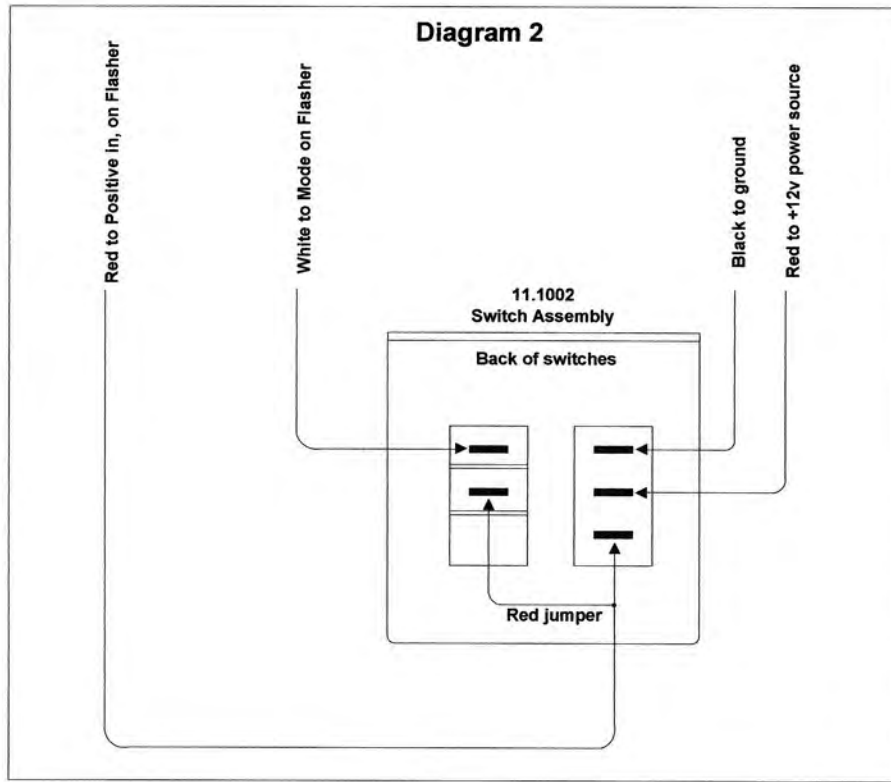 Diagram 2
Red to Positive in, on Flasher
White to Mode on Flasher
Black to ground
Red to +12v power source
11.1002
Switch Assembly
Back of switches
Red jumper